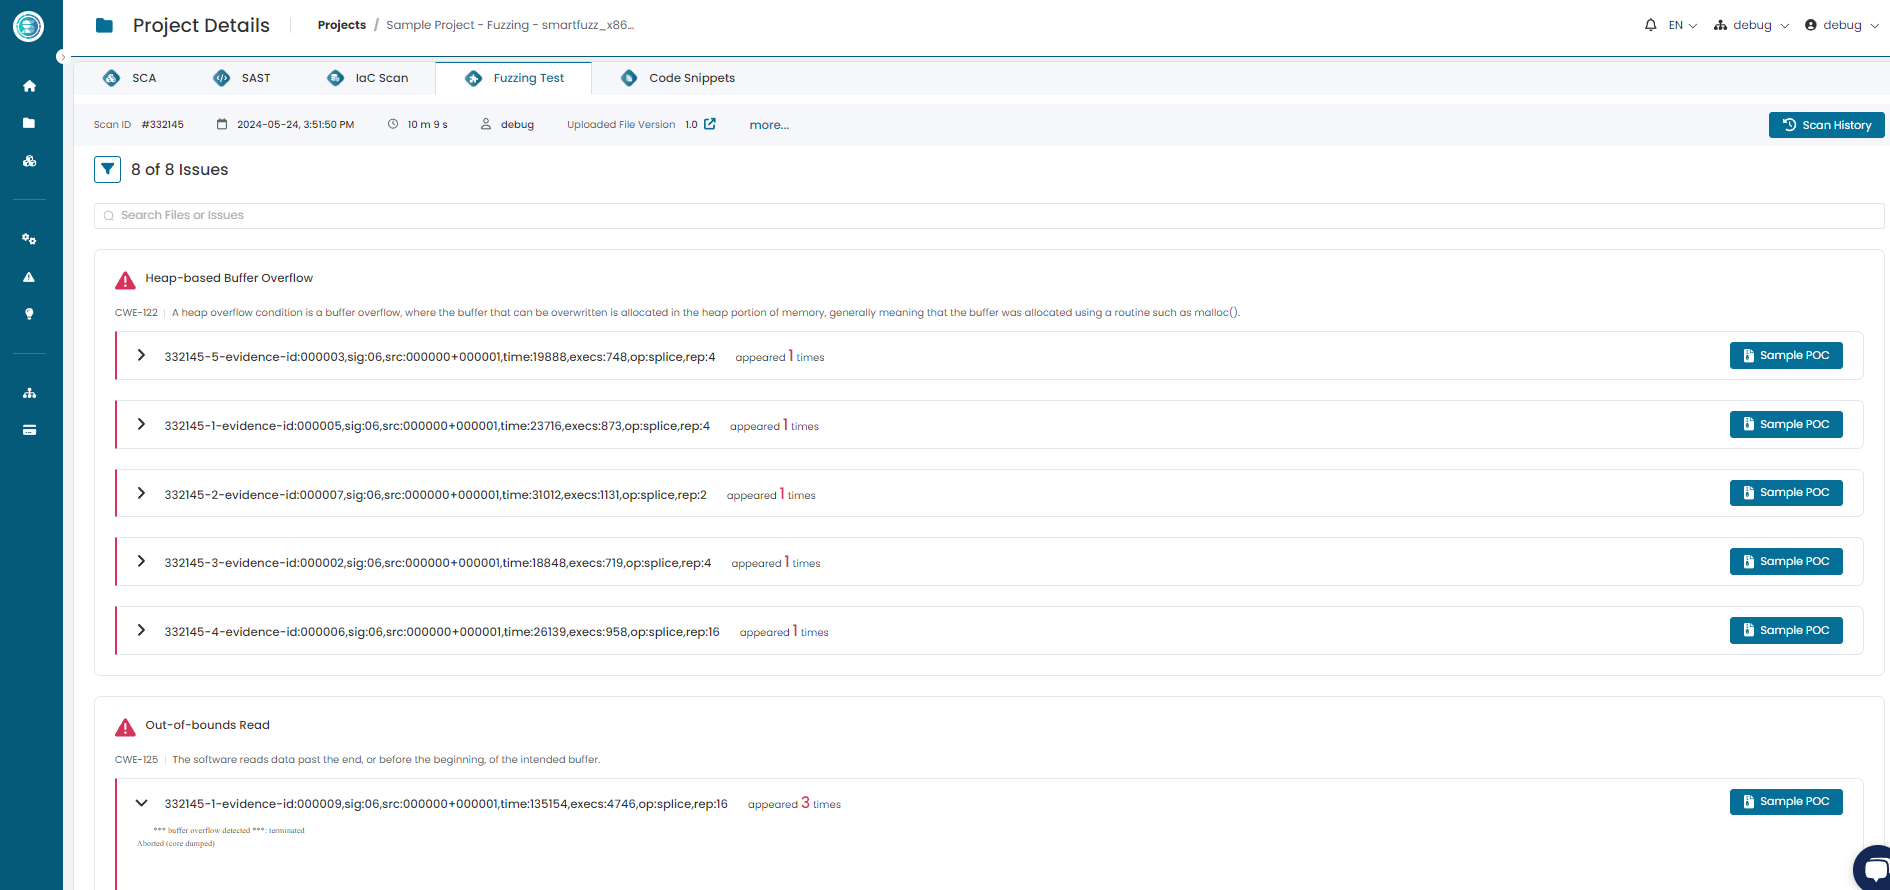 Project Details
Projects / Sample Project - Fuzzing - smartfuzz_x86...
EN
debug
debug
SCA
SAST
IaC Scan
Fuzzing Test
Code Snippets
Scan ID #332145
2024-05-24, 3:51:50 PM
10 m 9 s
debug
Uploaded File Version 1.0
more...
Scan History
8 of 8 Issues
Search Files or Issues
Heap-based Buffer Overflow
CWE-122 | A heap overflow condition is a buffer overflow, where the buffer that can be overwritten is allocated in the heap portion of memory, generally meaning that the buffer was allocated using a routine such as malloc().
332145-5-evidence-id:000003,sig:06,src:000000+000001,time:19888,execs:748,op:splice,rep:4 appeared 1 times Sample POC
332145-1-evidence-id:000005,sig:06,src:000000+000001,time:23716,execs:873,op:splice,rep:4 appeared 1 times Sample POC
332145-2-evidence-id:000007,sig:06,src:000000+000001,time:31012,execs:1131,op:splice,rep:2 appeared 1 times Sample POC
332145-3-evidence-id:000002,sig:06,src:000000+000001,time:18848,execs:719,op:splice,rep:4 appeared 1 times Sample POC
332145-4-evidence-id:000006,sig:06,src:000000+000001,time:26139,execs:958,op:splice,rep:16 appeared 1 times Sample POC
Out-of-bounds Read
CWE-125 | The software reads data past the end, or before the beginning, of the intended buffer.
332145-1-evidence-id:000009,sig:06,src:000000+000001,time:135154,execs:4746,op:splice,rep:16 appeared 3 times Sample POC
*** buffer overflow detected ***: terminated
Aborted (core dumped)